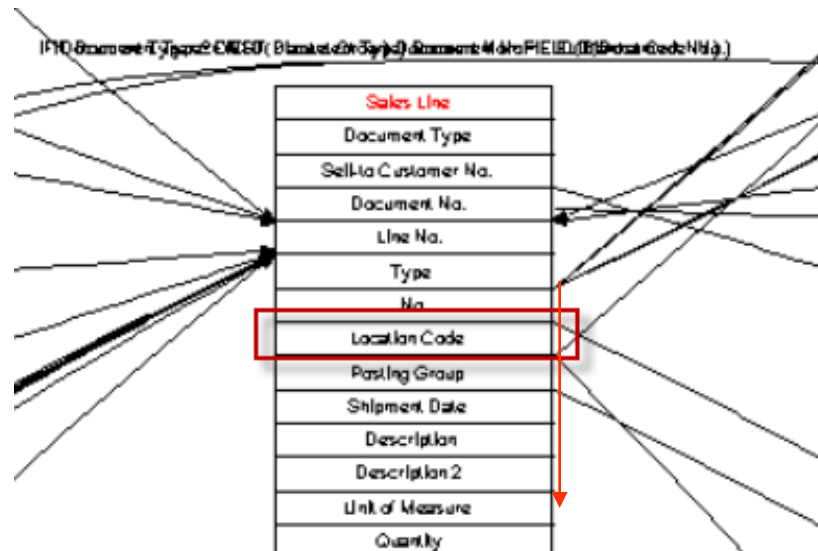 Sales Line
Document Type
Sell-to Customer No.
Document No.
Line No.
Type
No.
Location Code
Posting Group
Shipment Date
Description
Description 2
Unit of Measure
Quantity